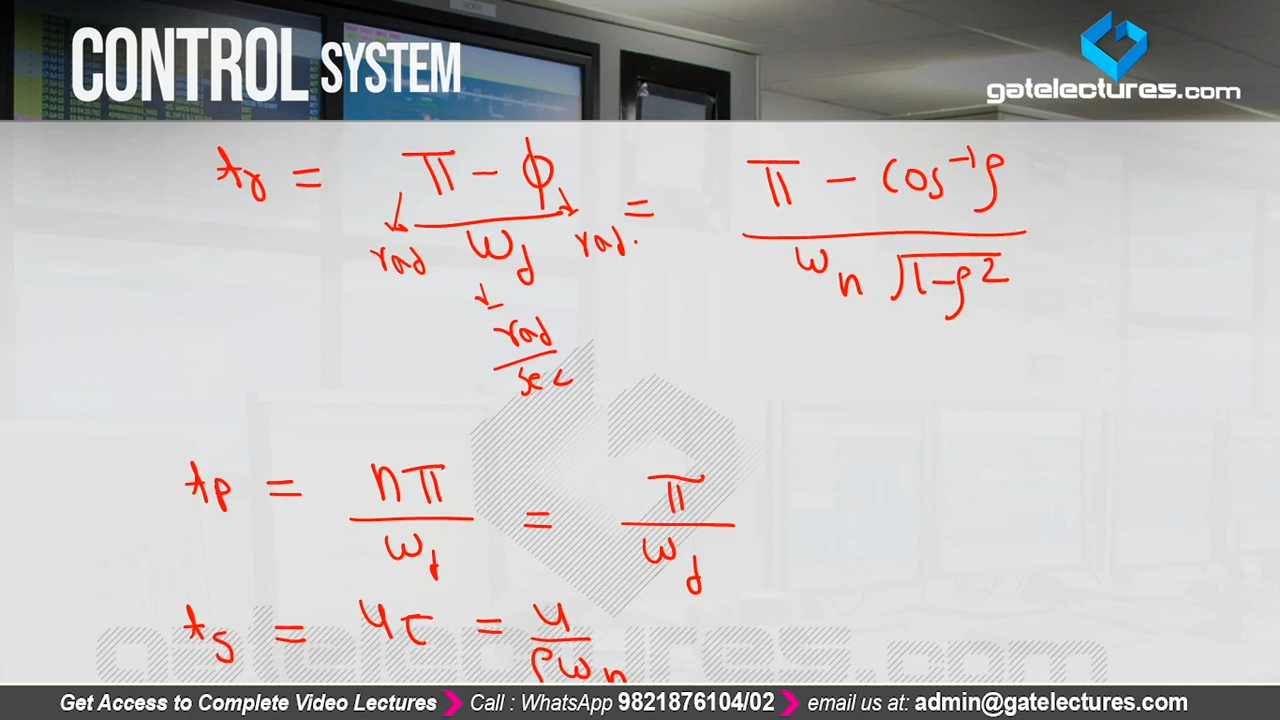 CONTROL SYSTEM
gatelectures.com
tr = (π - ϕ) / ωd = (π - cos⁻¹ρ) / (ωn √(1-ρ²))
rad rad.
rad/sec
tp = nπ / ωd = π / ωd
ts = 4τ = 4 / ρωn
gatelectures.com
Get Access to Complete Video Lectures Call : WhatsApp 9821876104/02 email us at: admin@gatelectures.com